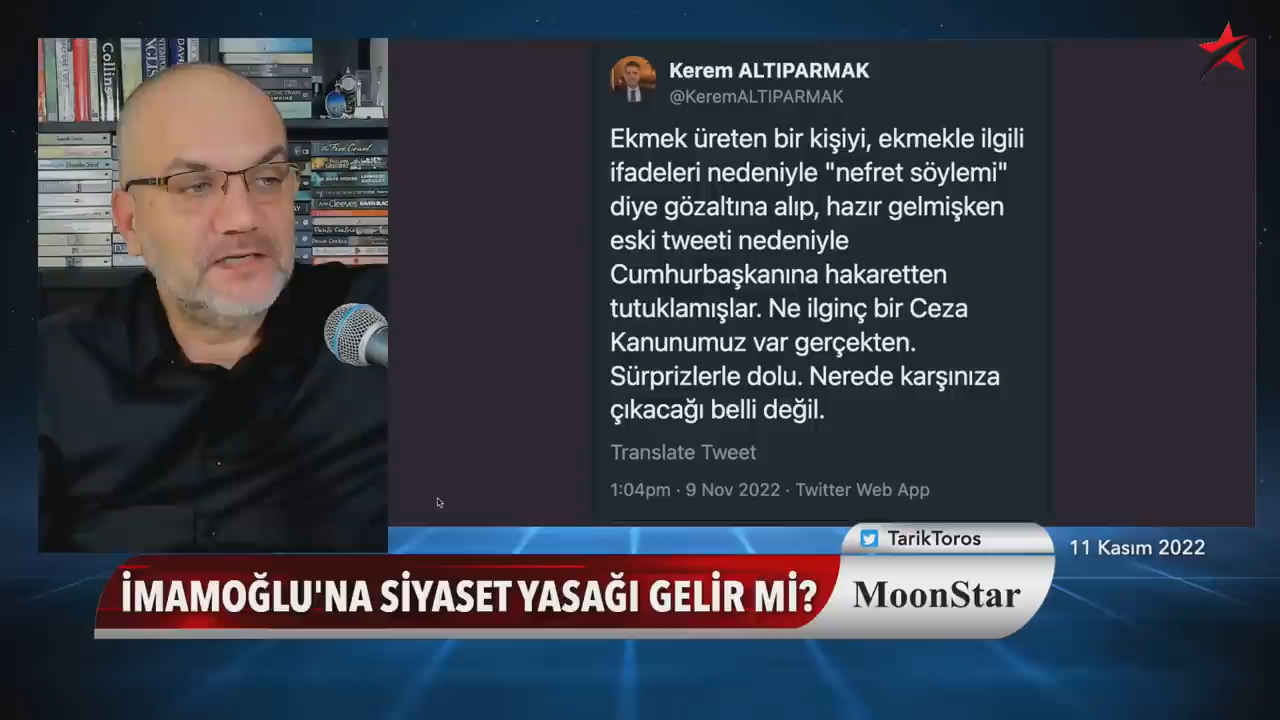 Collins
Kerem ALTIPARMAK
@KeremALTIPARMAK
Ekmek üreten bir kişiyi, ekmekle ilgili
ifadeleri nedeniyle "nefret söylemi"
diye gözaltına alıp, hazır gelmişken
eski tweeti nedeniyle
Cumhurbaşkanına hakaretten
tutuklamışlar. Ne ilginç bir Ceza
Kanunumuz var gerçekten.
Sürprizlerle dolu. Nerede karşınıza
çıkacağı belli değil.
Translate Tweet
1:04pm · 9 Nov 2022 · Twitter Web App
TarikToros
11 Kasım 2022
İMAMOĞLU'NA SİYASET YASAĞI GELİR Mİ?
MoonStar